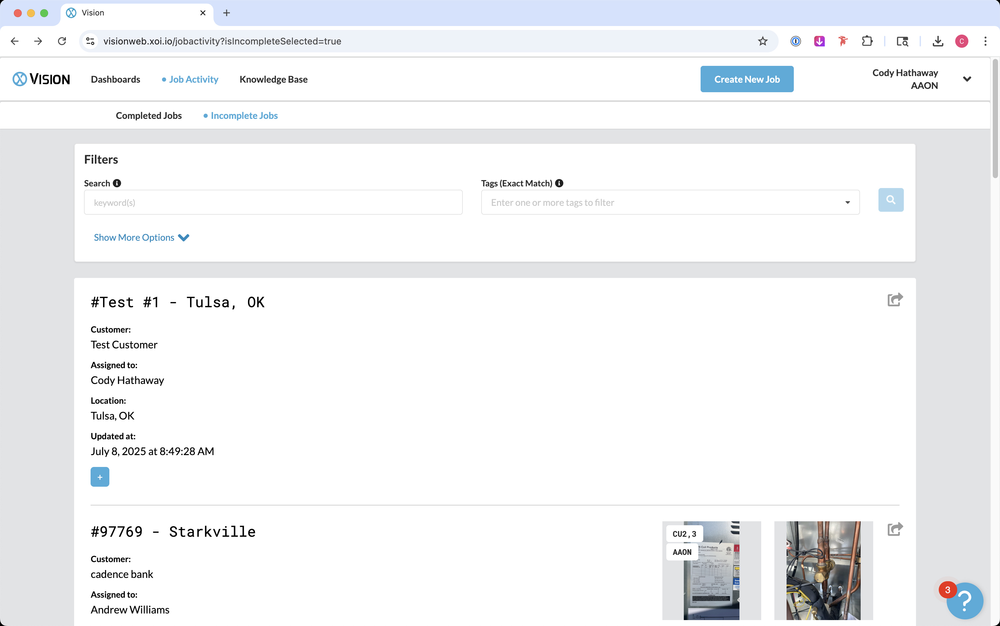 Vision
visionweb.xoi.io/jobactivity?isIncompleteSelected=true
C
VISION
Dashboards
Job Activity
Knowledge Base
Create New Job
Cody Hathaway
AAON
Completed Jobs
Incomplete Jobs
Filters
Search
Tags (Exact Match)
keyword(s)
Enter one or more tags to filter
Show More Options
#Test #1 - Tulsa, OK
Customer:
Test Customer
Assigned to:
Cody Hathaway
Location:
Tulsa, OK
Updated at:
July 8, 2025 at 8:49:28 AM
+
#97769 - Starkville
CU2,3
AAON
N Coil Products
Customer:
cadence bank
Assigned to:
Andrew Williams
3
?